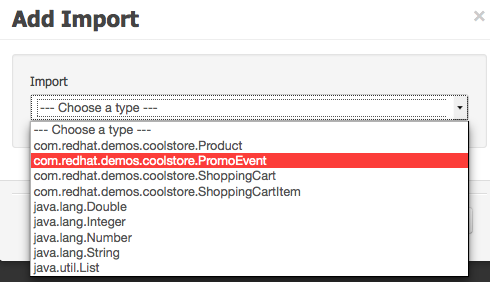 Add Import
×
Import
--- Choose a type ---
--- Choose a type ---
com.redhat.demos.coolstore.Product
com.redhat.demos.coolstore.PromoEvent
com.redhat.demos.coolstore.ShoppingCart
com.redhat.demos.coolstore.ShoppingCartItem
java.lang.Double
java.lang.Integer
java.lang.Number
java.lang.String
java.util.List